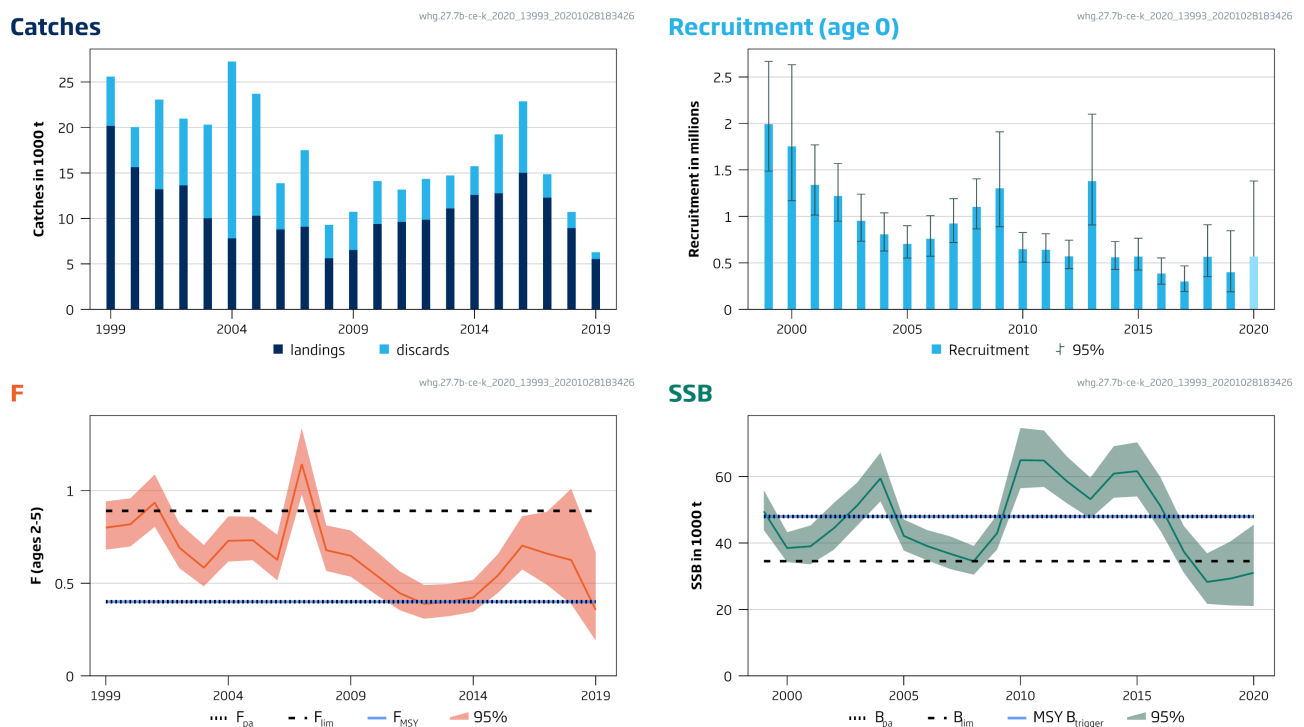 whg.27.7b-ce-k_2020_13993_20201028183426
Catches
Catches in 1000 t
25
20
15
10
5
0
1999 2004 2009 2014 2019
landings discards
whg.27.7b-ce-k_2020_13993_20201028183426
Recruitment (age 0)
Recruitment in millions
2.5
2
1.5
1
0.5
0
2000 2005 2010 2015 2020
Recruitment 95%
whg.27.7b-ce-k_2020_13993_20201028183426
F
F (ages 2-5)
1
0.5
0
1999 2004 2009 2014 2019
Fpa Flim FMSY 95%
whg.27.7b-ce-k_2020_13993_20201028183426
SSB
SSB in 1000 t
60
40
20
0
2000 2005 2010 2015 2020
Bpa Blim MSY Btrigger 95%